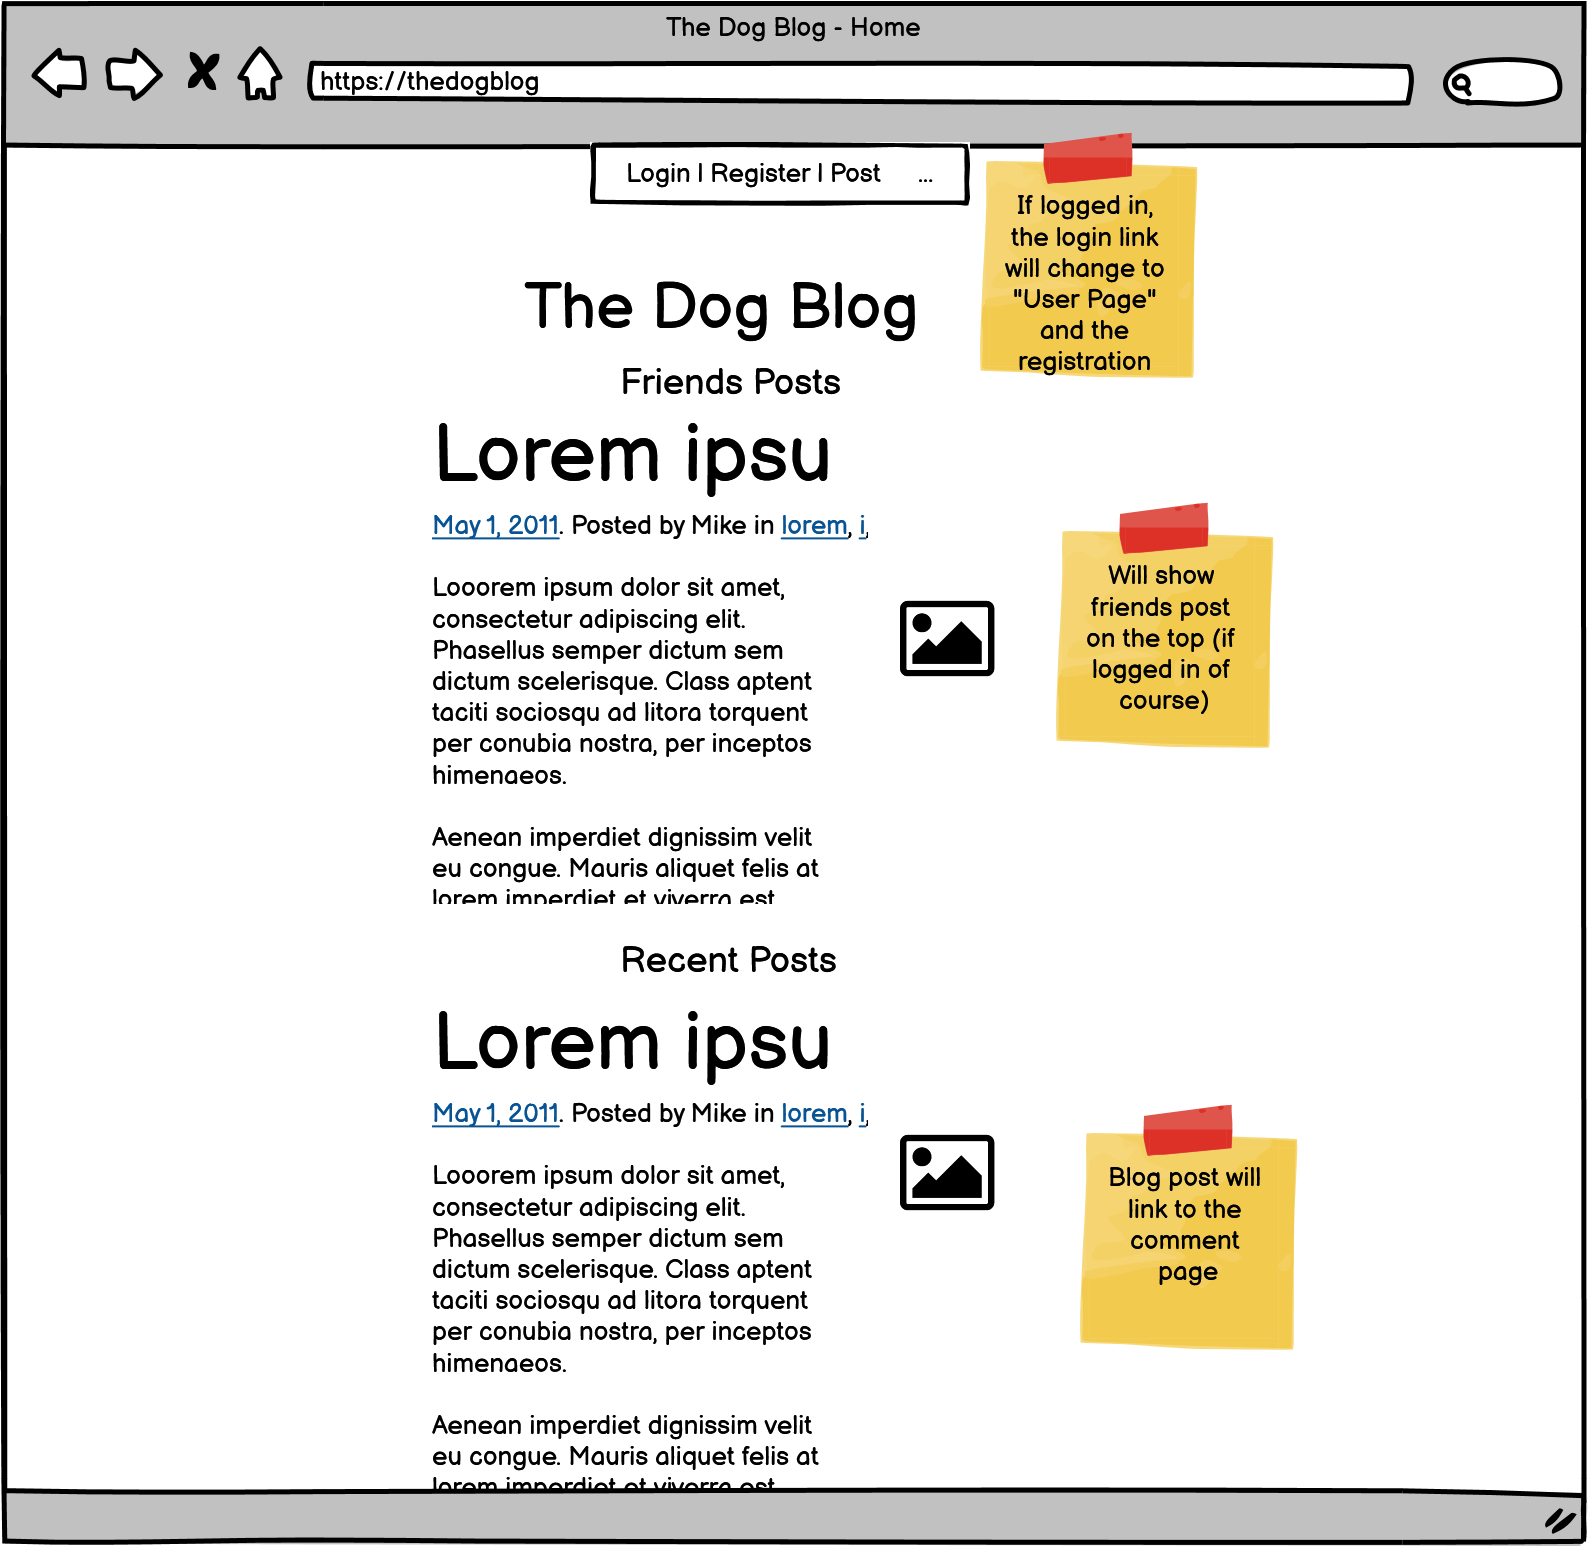 The Dog Blog - Home
https://thedogblog
Login | Register | Post ...
If logged in,
the login link
will change to
"User Page"
and the
registration
The Dog Blog
Friends Posts
Lorem ipsu
May 1, 2011. Posted by Mike in lorem, i,
Looorem ipsum dolor sit amet,
consectetur adipiscing elit.
Phasellus semper dictum sem
dictum scelerisque. Class aptent
taciti sociosqu ad litora torquent
per conubia nostra, per inceptos
himenaeos.
Aenean imperdiet dignissim velit
eu congue. Mauris aliquet felis at
lorem imperdiet et viverra est
Will show
friends post
on the top (if
logged in of
course)
Recent Posts
Lorem ipsu
May 1, 2011. Posted by Mike in lorem, i,
Looorem ipsum dolor sit amet,
consectetur adipiscing elit.
Phasellus semper dictum sem
dictum scelerisque. Class aptent
taciti sociosqu ad litora torquent
per conubia nostra, per inceptos
himenaeos.
Aenean imperdiet dignissim velit
eu congue. Mauris aliquet felis at
lorem imperdiet et viverra est
Blog post will
link to the
comment
page